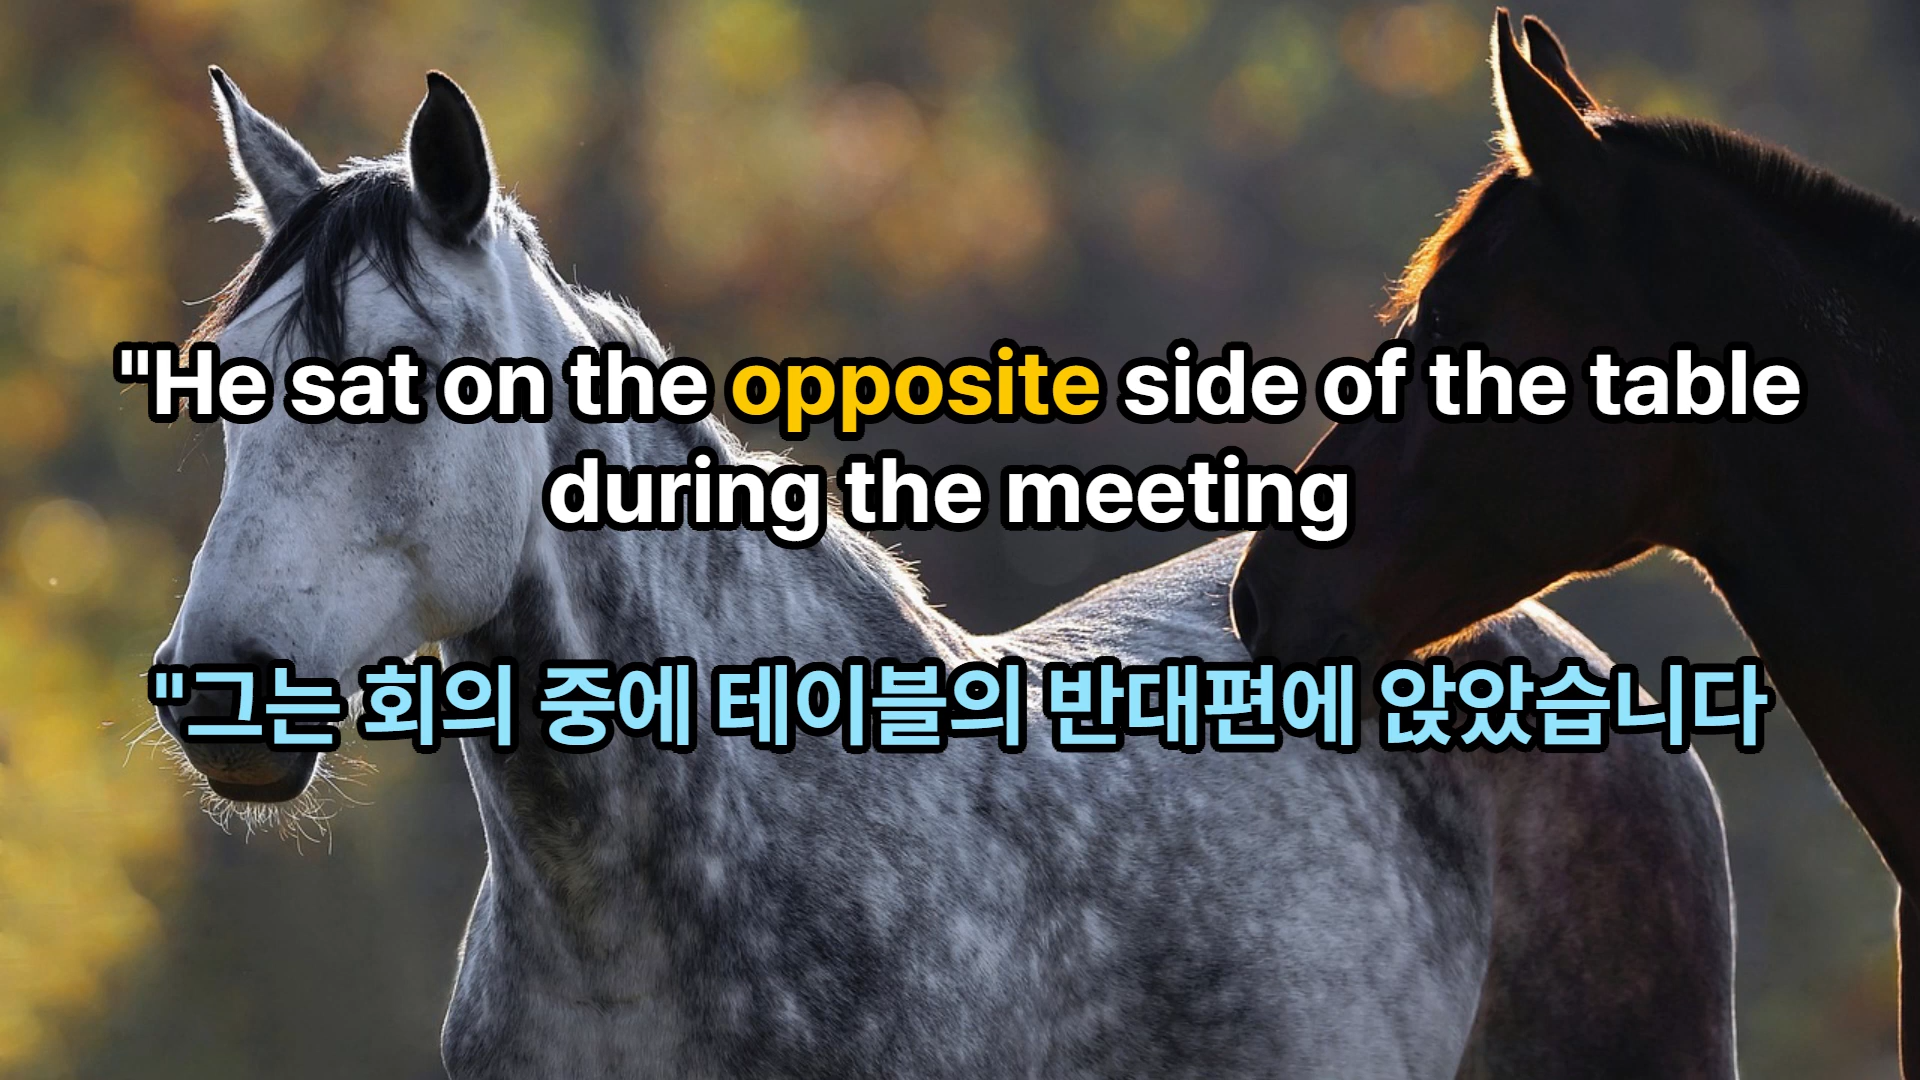 "He sat on the opposite side of the table
during the meeting
"그는 회의 중에 테이블의 반대편에 앉았습니다